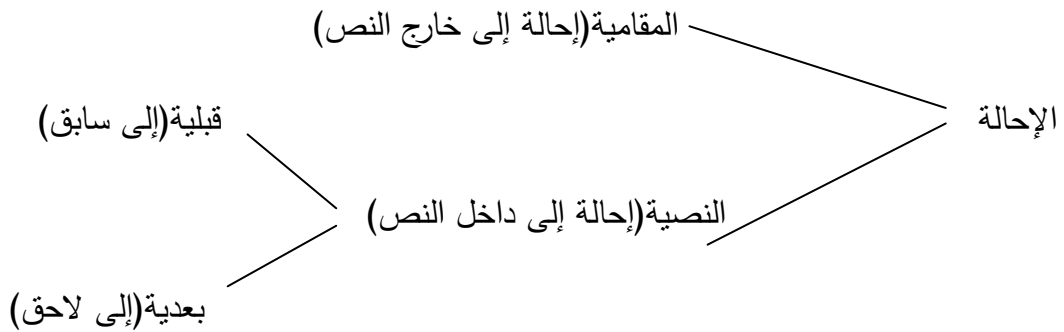 المقامية(إحالة إلى خارج النص)
قبلية(إلى سابق)
الإحالة
النصية(إحالة إلى داخل النص)
بعدية(إلى لاحق)